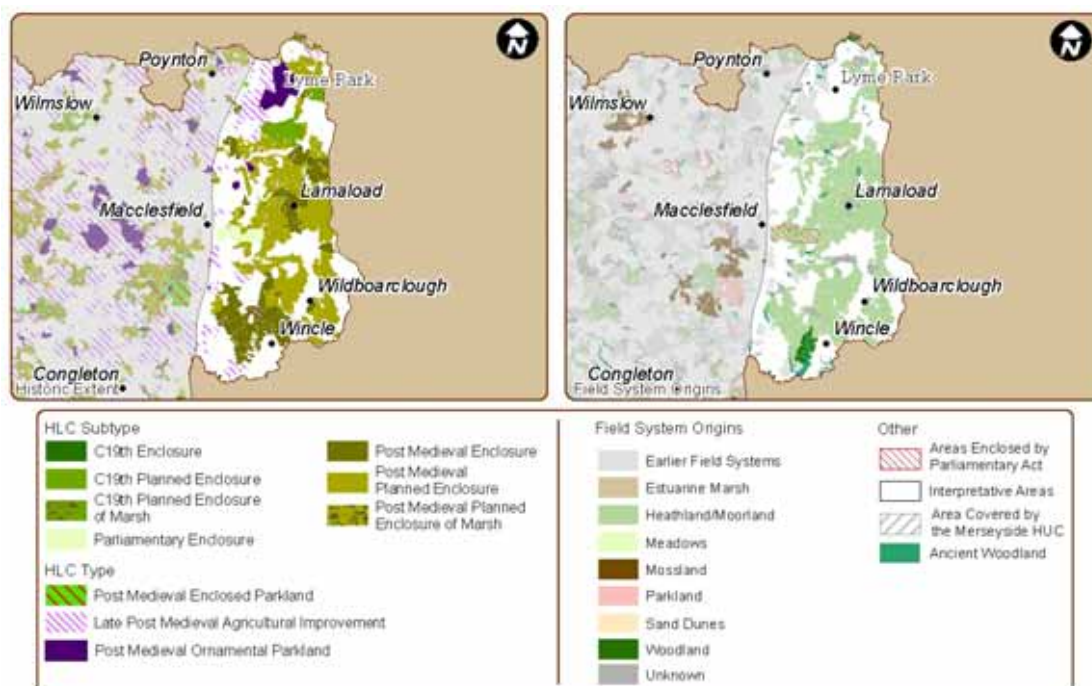 N
Poynton
Lyme Park
Wilmslow
Lamaload
Macclesfield
Wildboarclough
Wincle
Congleton
Historic Extent
N
Poynton
Lyme Park
Wilmslow
Lamaload
Macclesfield
Wildboarclough
Wincle
Congleton
Field System Origins
HLC Subtype
C19th Enclosure
C19th Planned Enclosure
C19th Planned Enclosure
of Marsh
Parliamentary Enclosure
Post Medieval Enclosure
Post Medieval
Planned Enclosure
Post Medieval Planned
Enclosure of Marsh
HLC Type
Post Medieval Enclosed Parkland
Late Post Medieval Agricultural Improvement
Post Medieval Ornamental Parkland
Field System Origins
Earlier Field Systems
Estuarine Marsh
Heathland/Moorland
Meadows
Mossland
Parkland
Sand Dunes
Woodland
Unknown
Other
Areas Enclosed by
Parliamentary Act
Interpretative Areas
Area Covered by
the Merseyside HUC
Ancient Woodland